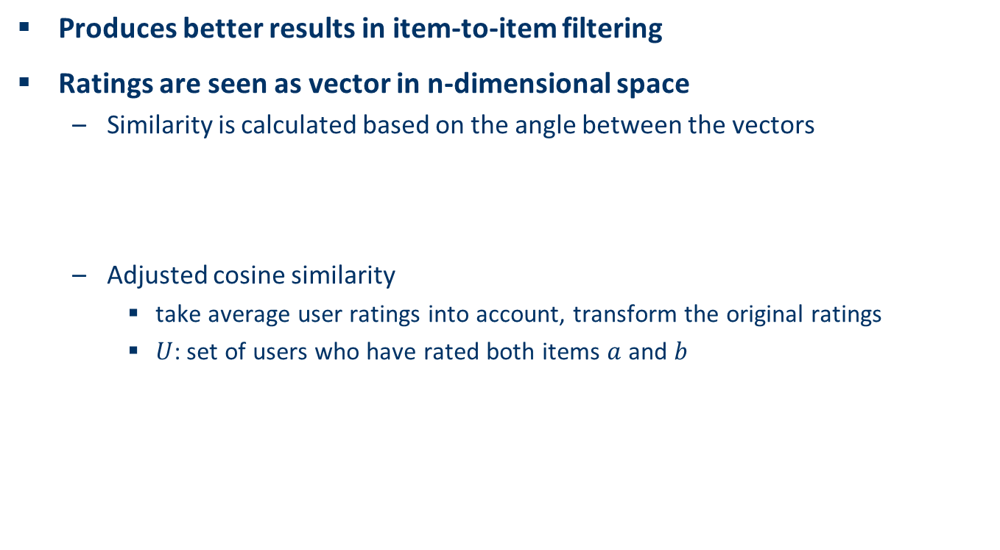 ▪ Produces better results in item-to-item filtering
▪ Ratings are seen as vector in n-dimensional space
– Similarity is calculated based on the angle between the vectors
– Adjusted cosine similarity
▪ take average user ratings into account, transform the original ratings
▪ U: set of users who have rated both items a and b